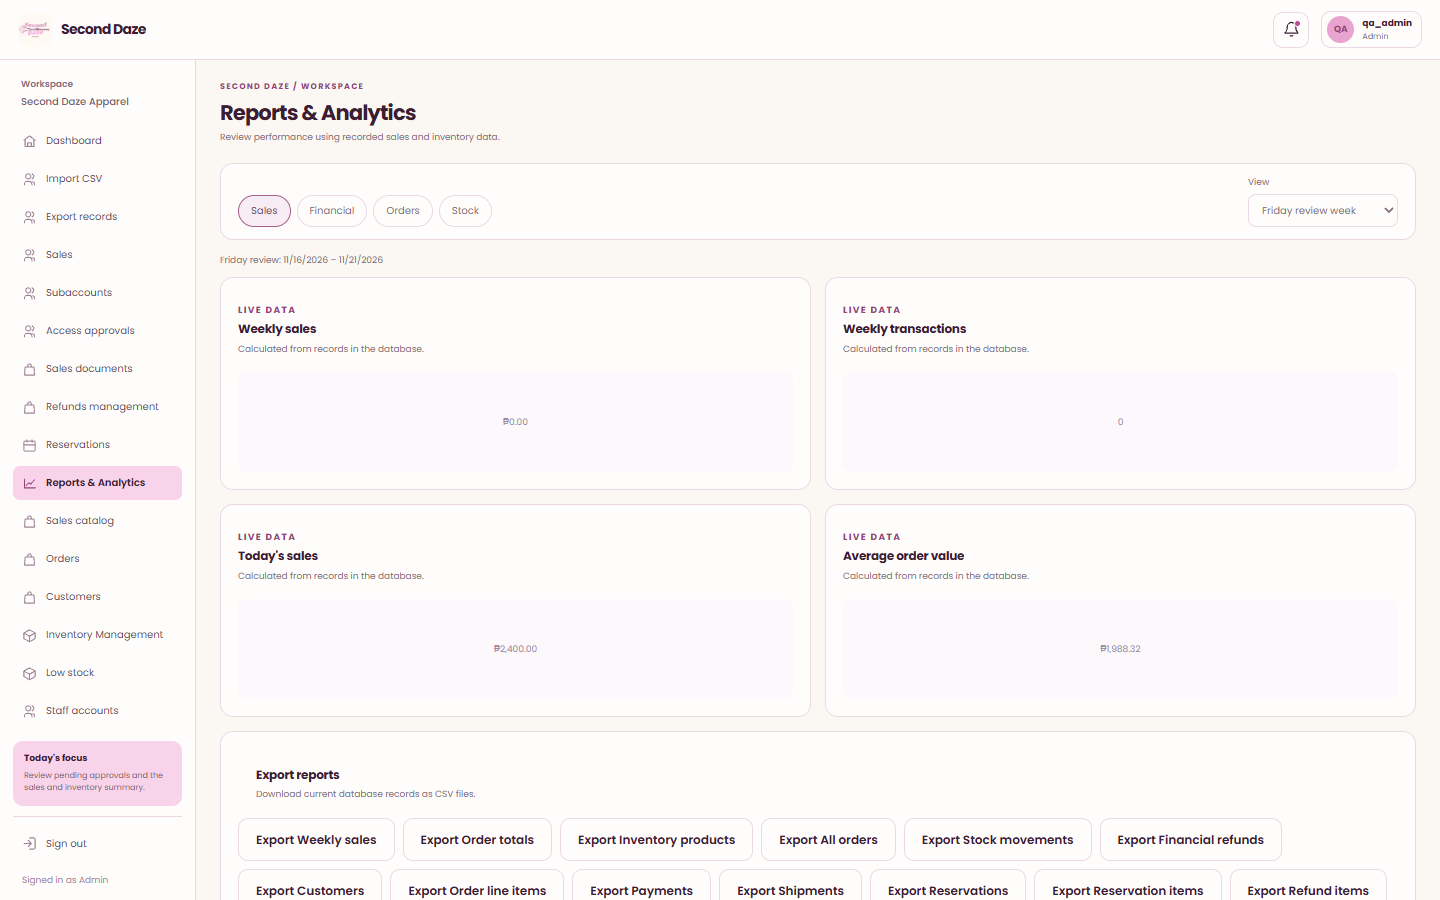 Second Daze
qa_admin
QA
Admin
Workspace
Second Daze Apparel
Dashboard
Import CSV
Export records
Sales
Subaccounts
Access approvals
Sales documents
Refunds management
Reservations
Reports & Analytics
Sales catalog
Orders
Customers
Inventory Management
Low stock
Staff accounts
Today's focus
Review pending approvals and the
sales and inventory summary.
Sign out
Signed in as Admin
SECOND DAZE / WORKSPACE
Reports & Analytics
Review performance using recorded sales and inventory data.
View
Sales Financial Orders Stock
Friday review week
Friday review: 11/16/2026 – 11/21/2026
LIVE DATA
Weekly sales
Calculated from records in the database.
₱0.00
LIVE DATA
Weekly transactions
Calculated from records in the database.
0
LIVE DATA
Today's sales
Calculated from records in the database.
₱2,400.00
LIVE DATA
Average order value
Calculated from records in the database.
₱1,988.32
Export reports
Download current database records as CSV files.
Export Weekly sales Export Order totals Export Inventory products Export All orders Export Stock movements Export Financial refunds
Export Customers Export Order line items Export Payments Export Shipments Export Reservations Export Reservation items Export Refund items